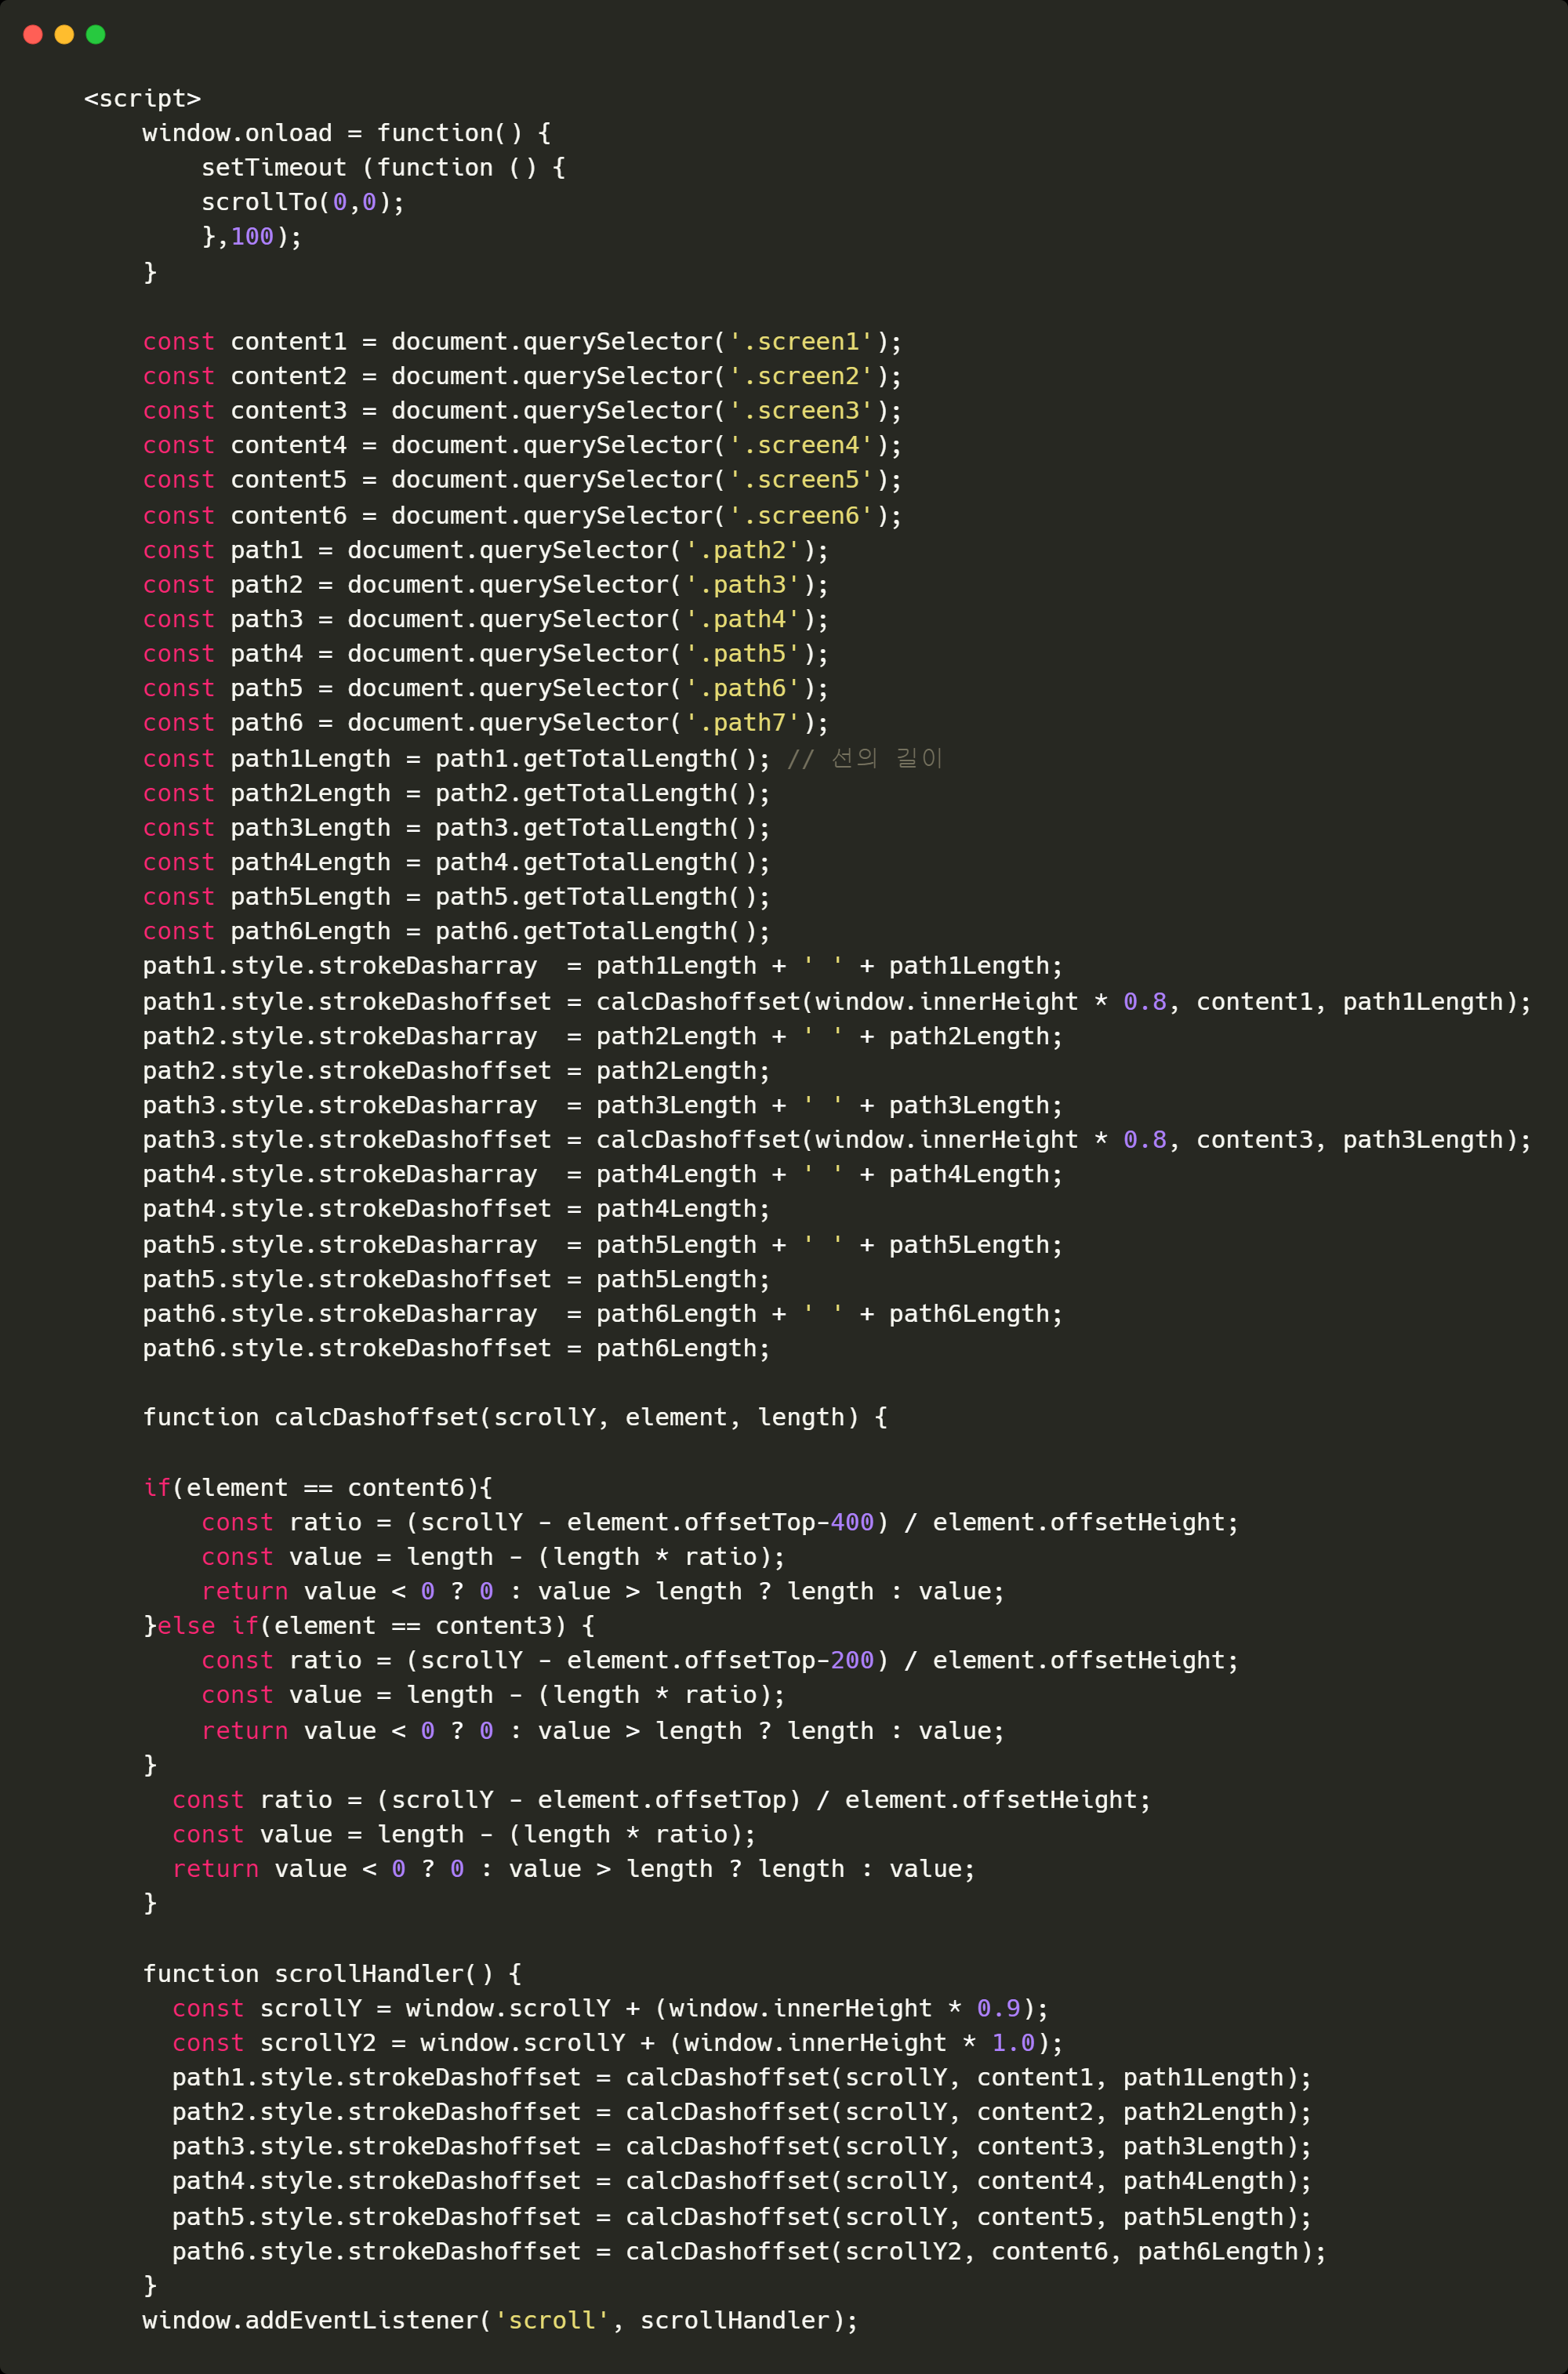 <script>
window.onload = function() {
setTimeout (function () {
scrollTo(0,0);
},100);
}
const content1 = document.querySelector('.screen1');
const content2 = document.querySelector('.screen2');
const content3 = document.querySelector('.screen3');
const content4 = document.querySelector('.screen4');
const content5 = document.querySelector('.screen5');
const content6 = document.querySelector('.screen6');
const path1 = document.querySelector('.path2');
const path2 = document.querySelector('.path3');
const path3 = document.querySelector('.path4');
const path4 = document.querySelector('.path5');
const path5 = document.querySelector('.path6');
const path6 = document.querySelector('.path7');
const path1Length = path1.getTotalLength(); // 선의 길이
const path2Length = path2.getTotalLength();
const path3Length = path3.getTotalLength();
const path4Length = path4.getTotalLength();
const path5Length = path5.getTotalLength();
const path6Length = path6.getTotalLength();
path1.style.strokeDasharray  = path1Length + ' ' + path1Length;
path1.style.strokeDashoffset = calcDashoffset(window.innerHeight * 0.8, content1, path1Length);
path2.style.strokeDasharray  = path2Length + ' ' + path2Length;
path2.style.strokeDashoffset = path2Length;
path3.style.strokeDasharray  = path3Length + ' ' + path3Length;
path3.style.strokeDashoffset = calcDashoffset(window.innerHeight * 0.8, content3, path3Length);
path4.style.strokeDasharray  = path4Length + ' ' + path4Length;
path4.style.strokeDashoffset = path4Length;
path5.style.strokeDasharray  = path5Length + ' ' + path5Length;
path5.style.strokeDashoffset = path5Length;
path6.style.strokeDasharray  = path6Length + ' ' + path6Length;
path6.style.strokeDashoffset = path6Length;
function calcDashoffset(scrollY, element, length) {
if(element == content6){
const ratio = (scrollY - element.offsetTop-400) / element.offsetHeight;
const value = length - (length * ratio);
return value < 0 ? 0 : value > length ? length : value;
}else if(element == content3) {
const ratio = (scrollY - element.offsetTop-200) / element.offsetHeight;
const value = length - (length * ratio);
return value < 0 ? 0 : value > length ? length : value;
}
const ratio = (scrollY - element.offsetTop) / element.offsetHeight;
const value = length - (length * ratio);
return value < 0 ? 0 : value > length ? length : value;
}
function scrollHandler() {
const scrollY = window.scrollY + (window.innerHeight * 0.9);
const scrollY2 = window.scrollY + (window.innerHeight * 1.0);
path1.style.strokeDashoffset = calcDashoffset(scrollY, content1, path1Length);
path2.style.strokeDashoffset = calcDashoffset(scrollY, content2, path2Length);
path3.style.strokeDashoffset = calcDashoffset(scrollY, content3, path3Length);
path4.style.strokeDashoffset = calcDashoffset(scrollY, content4, path4Length);
path5.style.strokeDashoffset = calcDashoffset(scrollY, content5, path5Length);
path6.style.strokeDashoffset = calcDashoffset(scrollY2, content6, path6Length);
}
window.addEventListener('scroll', scrollHandler);